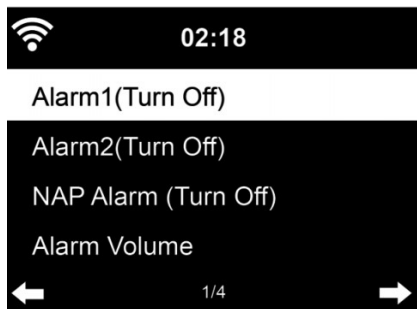 02:18
Alarm1(Turn Off)
Alarm2(Turn Off)
NAP Alarm (Turn Off)
Alarm Volume
1/4